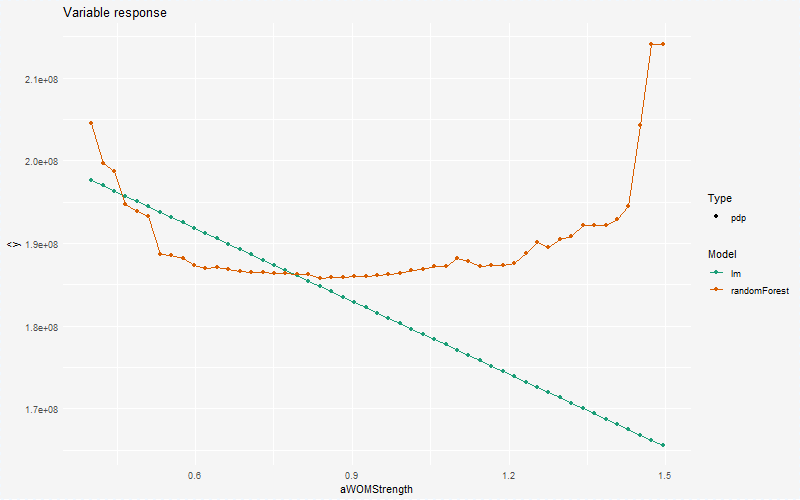 Variable response
2.1e+08
2.0e+08
1.9e+08
1.8e+08
1.7e+08
ŷ
0.6
0.9
1.2
1.5
aWOMStrength
Type
pdp
Model
lm
randomForest